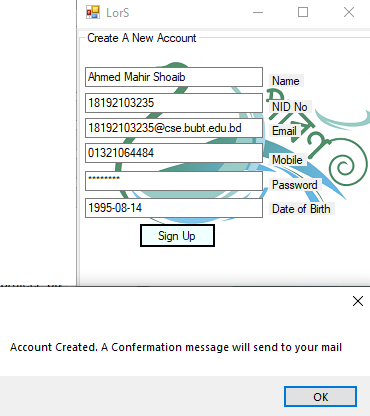 LorS
Create A New Account
Ahmed Mahir Shoaib Name
18192103235 NID No
18192103235@cse.bubt.edu.bd Email
01321064484 Mobile
******** Password
1995-08-14 Date of Birth
Sign Up
Account Created. A Confermation message will send to your mail
OK